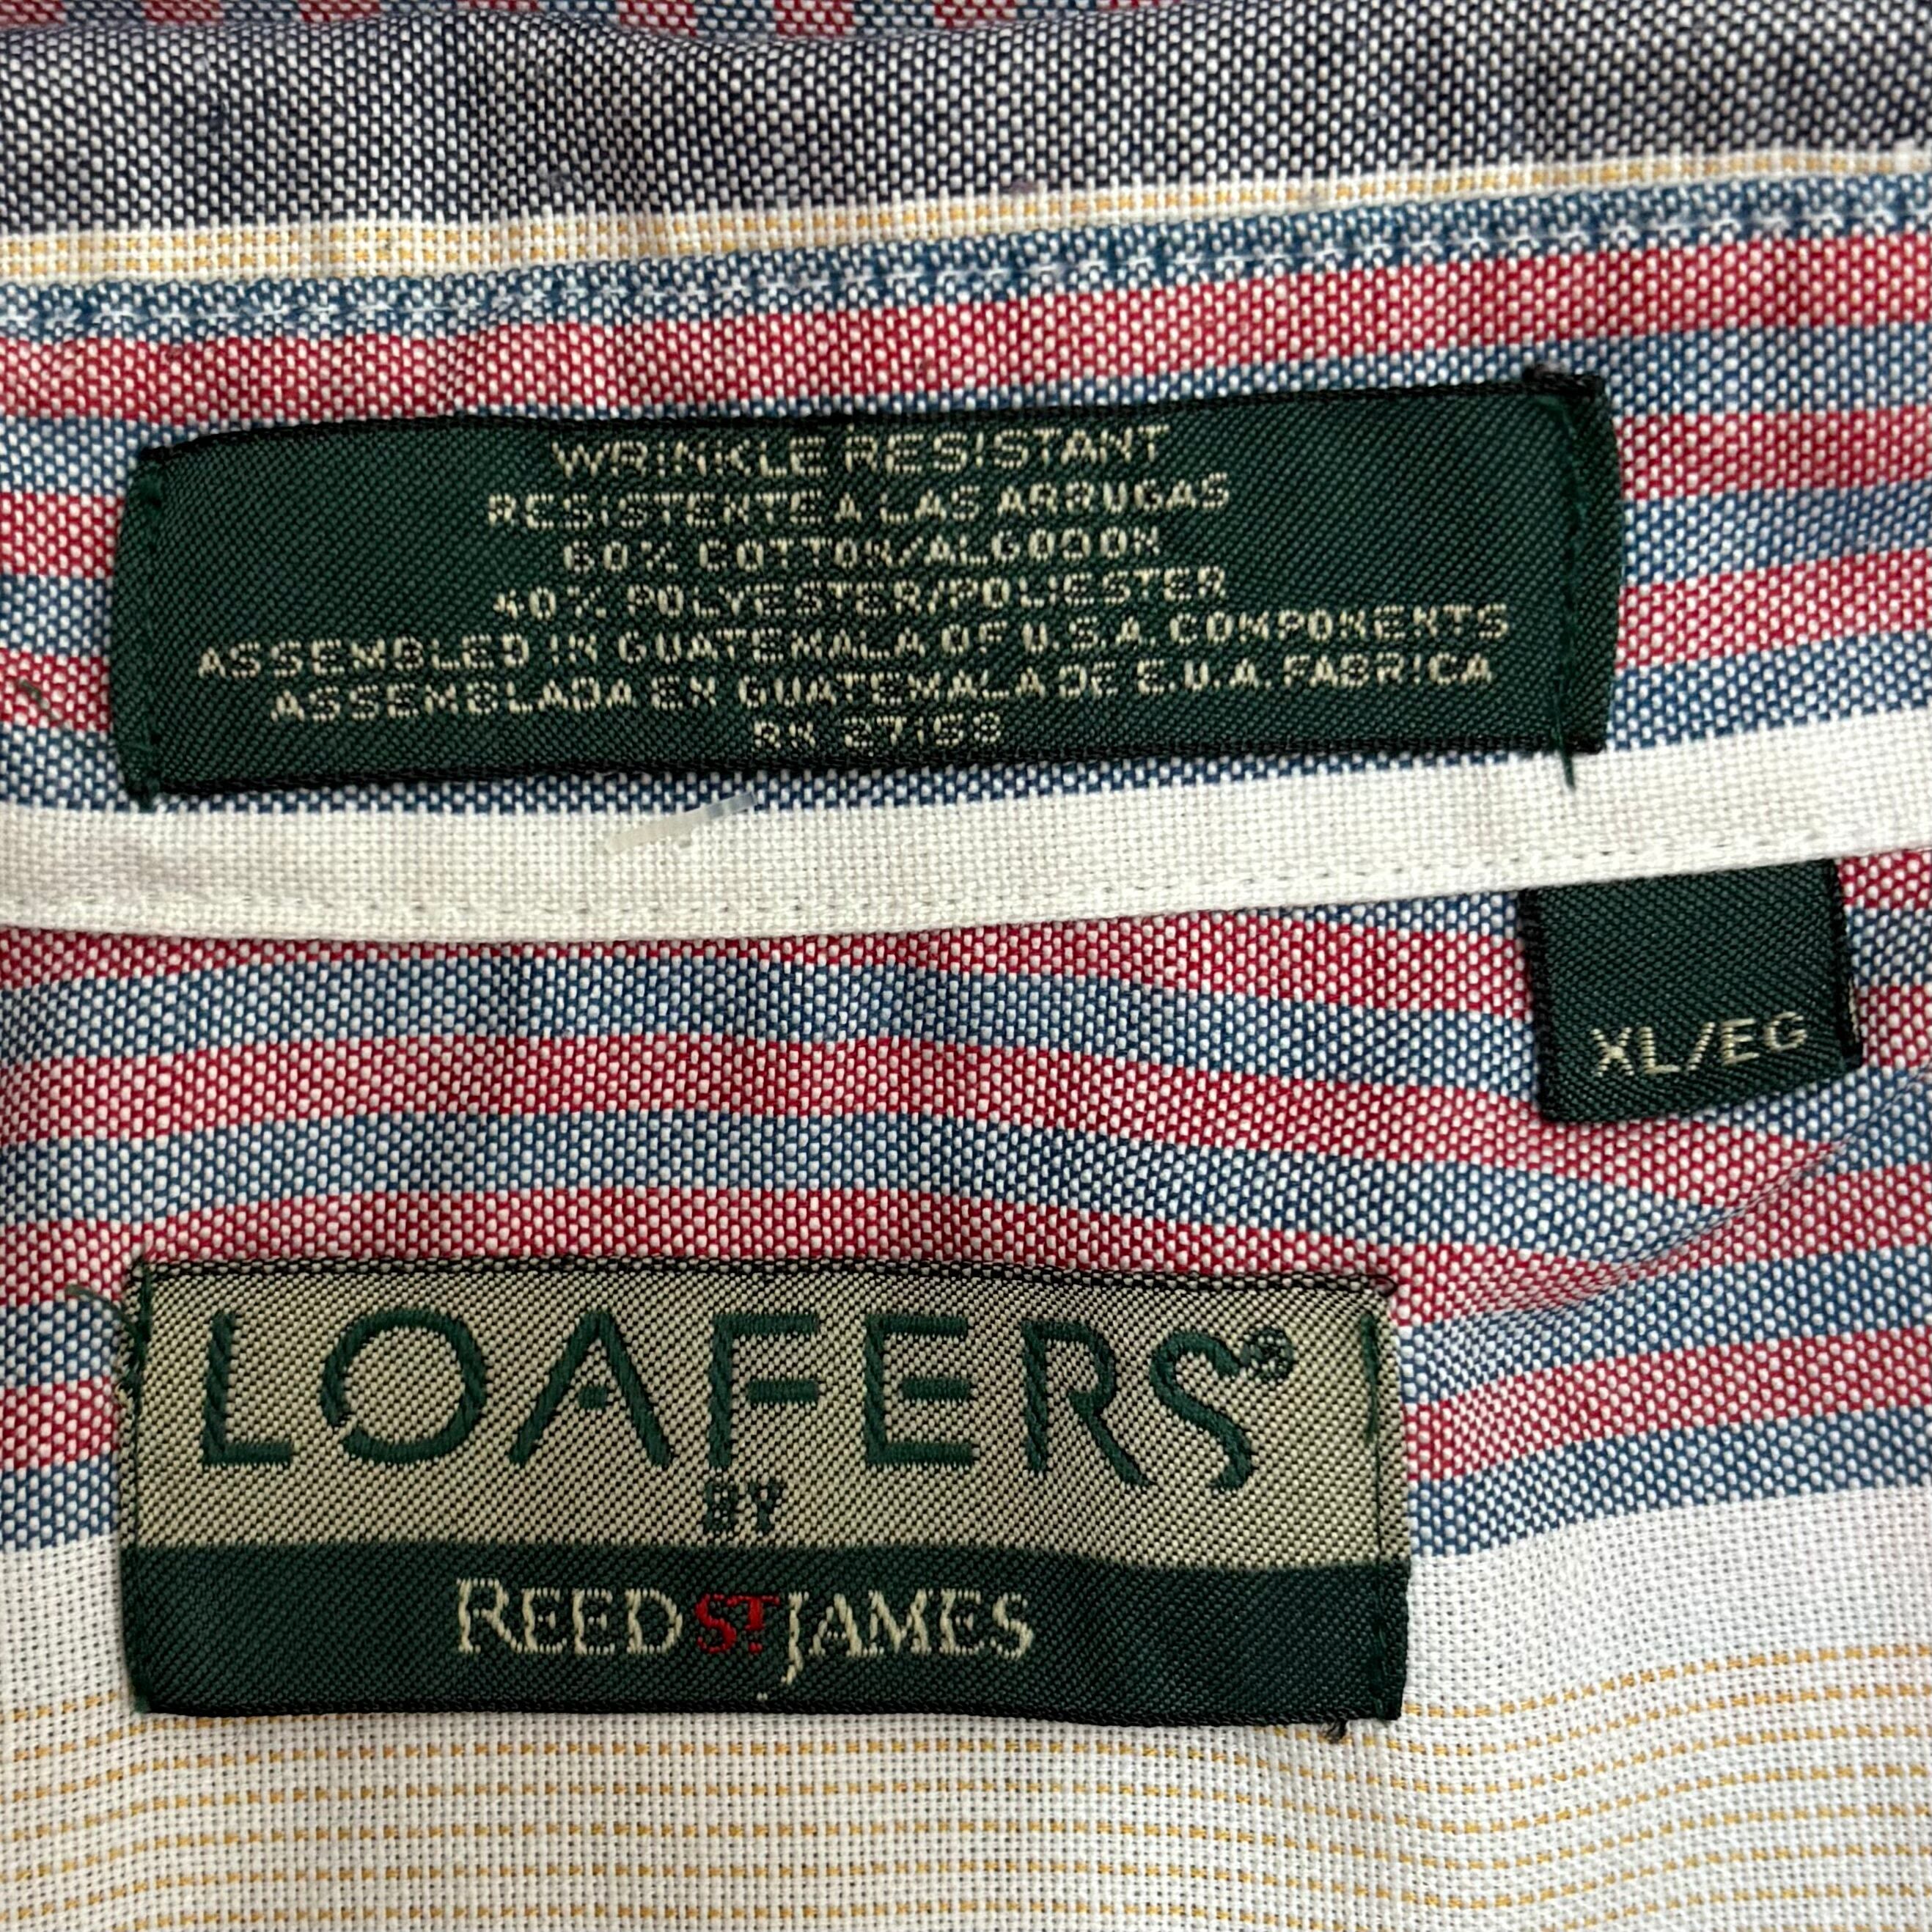 WRINKLE RESISTANT
RESISTENTE A LAS ARRUGAS
60% COTTON/ALGODON
40% POLYESTER/POLIESTER
ASSEMBLED IN GUATEMALA OF U.S.A. COMPONENTS
ASSEMBLADA EN GUATEMALA DE E.U.A. FABRICA
RN 27158
XL/EG
LOAFERS®
BY
REED ST. JAMES